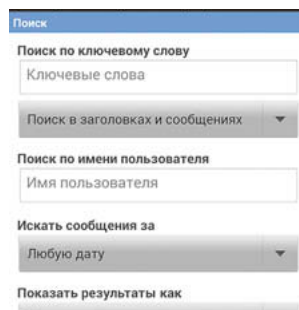 Поиск
Поиск по ключевому слову
Ключевые слова
Поиск в заголовках и сообщениях
Поиск по имени пользователя
Имя пользователя
Искать сообщения за
Любую дату
Показать результаты как